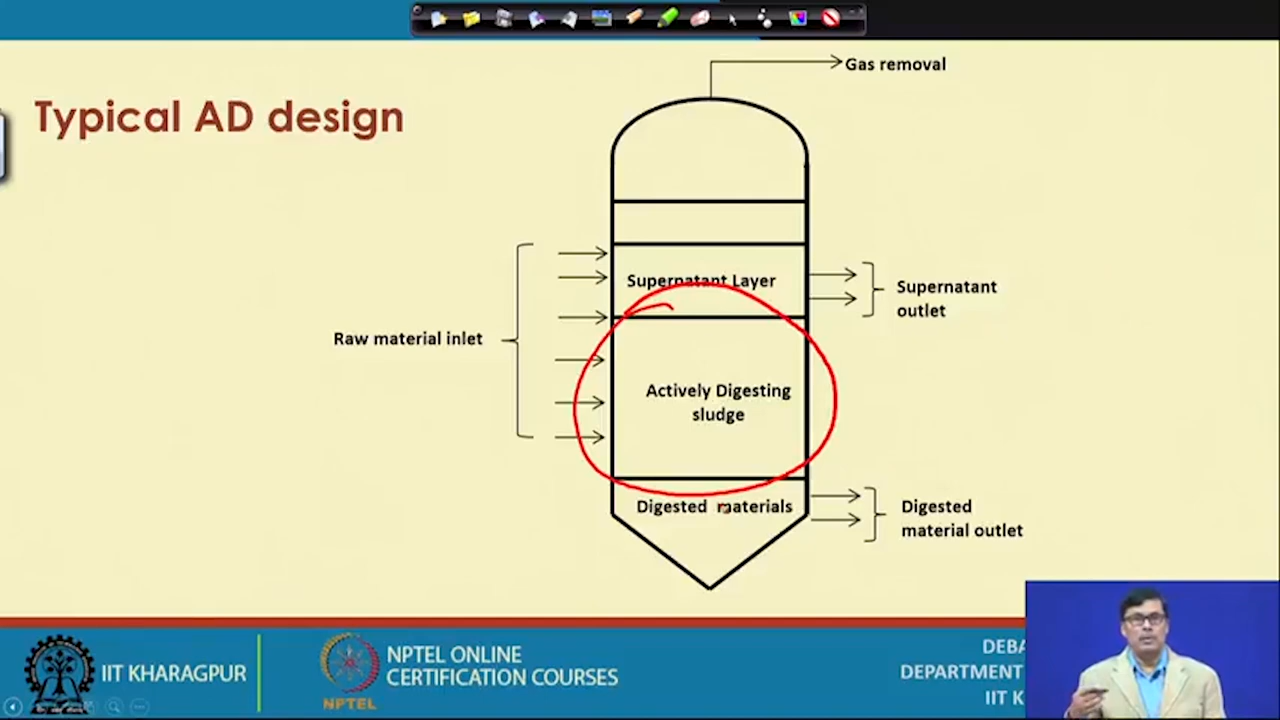 Gas removal
Typical AD design
Supernatant Layer
Supernatant
outlet
Raw material inlet
Actively Digesting
sludge
Digested materials
Digested
material outlet
IIT KHARAGPUR
NPTEL
NPTEL ONLINE
CERTIFICATION COURSES
DEBA
DEPARTMENT
IIT K